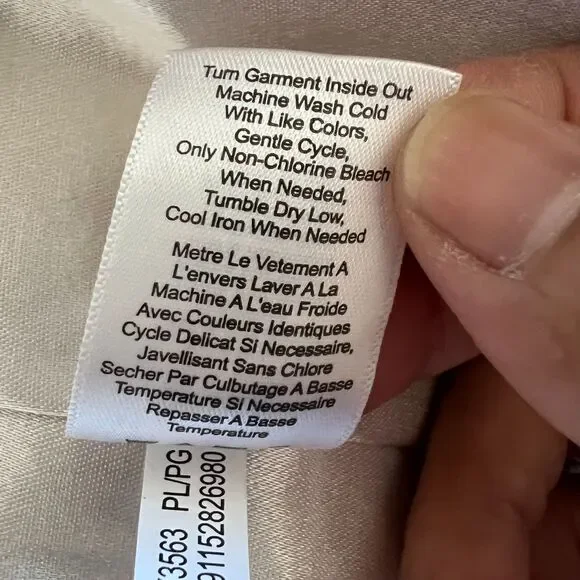 Turn Garment Inside Out
Machine Wash Cold
With Like Colors,
Gentle Cycle,
Only Non-Chlorine Bleach
When Needed,
Tumble Dry Low,
Cool Iron When Needed
Metre Le Vetement A
L'envers Laver A La
Machine A L'eau Froide
Avec Couleurs Identiques
Cycle Delicat Si Necessaire,
Javellisant Sans Chlore
Secher Par Culbutage A Basse
Temperature Si Necessaire
Repasser A Basse
Temperature
3563 PL/PG
91152826980